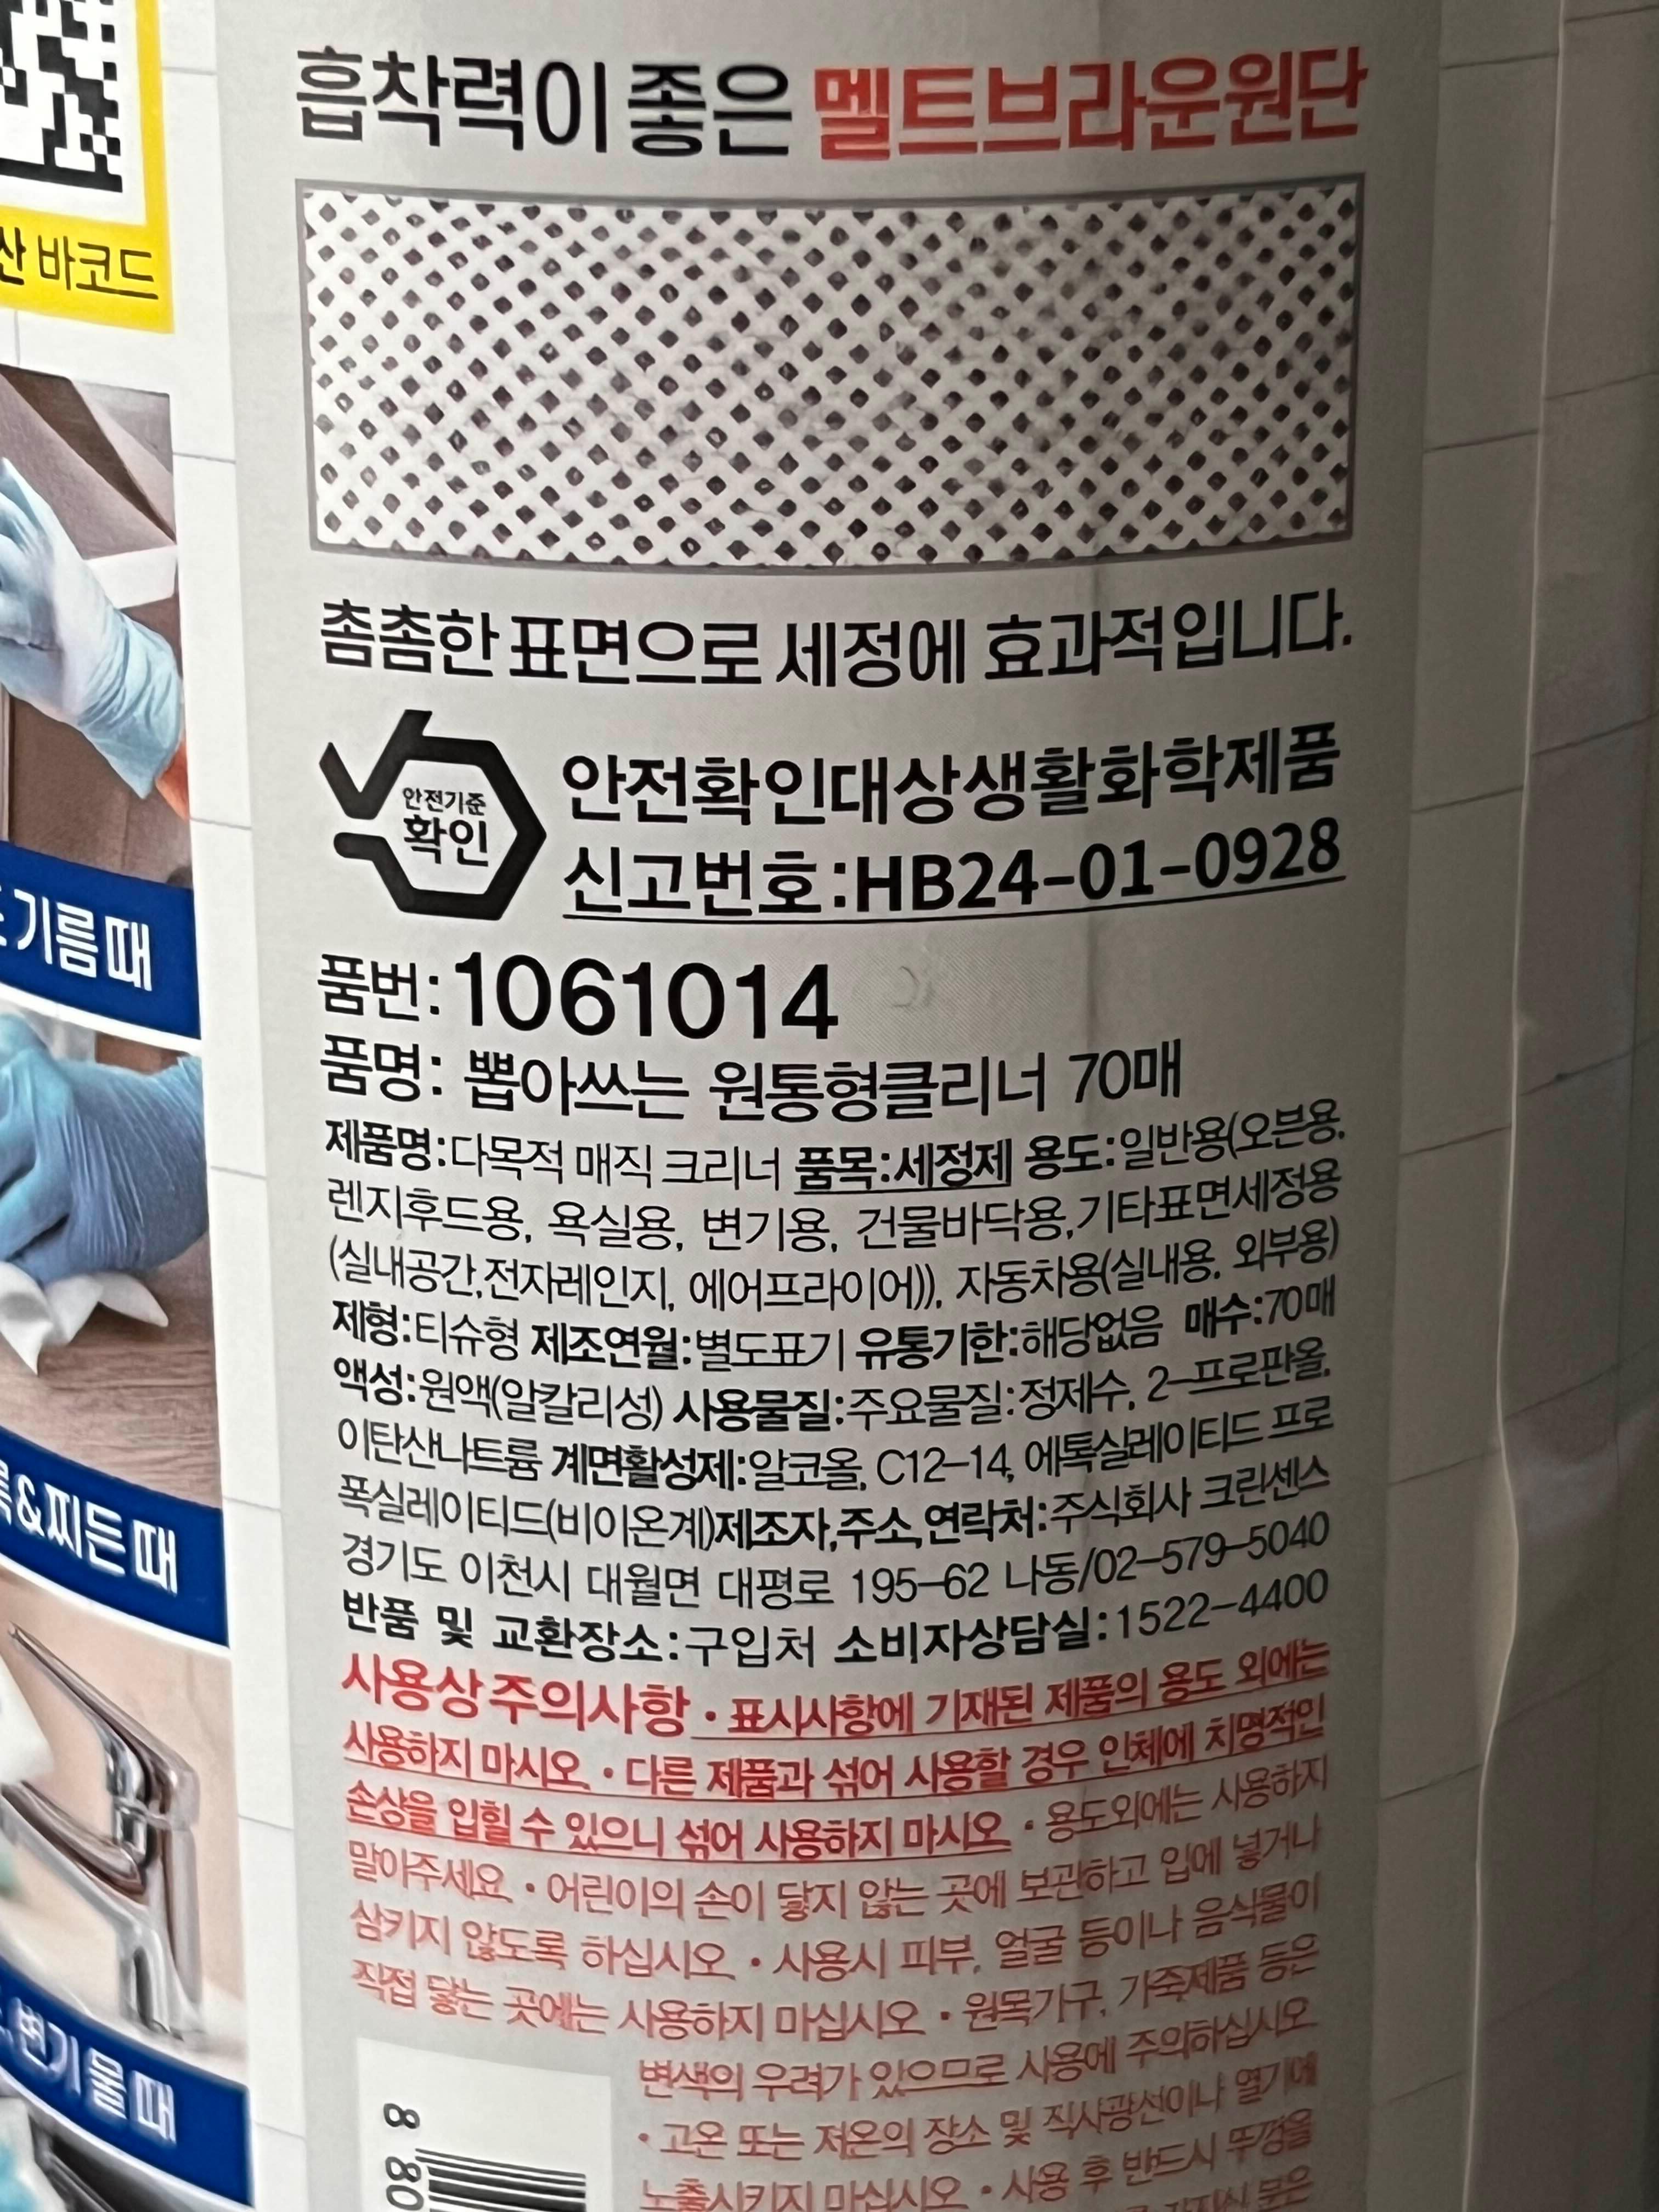 산 바코드
기름때
&찌든 때
변기 물때
흡착력이 좋은 멜트브라운원단
촘촘한 표면으로 세정에 효과적입니다.
안전기준
확인
안전확인대상생활화학제품
신고번호:HB24-01-0928
품번:1061014
품명: 뽑아쓰는 원통형클리너 70매
제품명:다목적 매직 크리너 품목:세정제 용도:일반용(오븐용,
렌지후드용, 욕실용, 변기용, 건물바닥용,기타표면세정용
(실내공간,전자레인지, 에어프라이어)), 자동차용(실내용, 외부용)
제형:티슈형 제조연월:별도표기 유통기한:해당없음 매수:70매
액성:원액(알칼리성) 사용물질:주요물질:정제수, 2-프로판올,
이탄산나트륨 계면활성제:알코올, C12-14, 에톡실레이티드 프로
폭실레이티드(비이온계)제조자,주소,연락처:주식회사 크린센스
경기도 이천시 대월면 대평로 195-62 나동/02-579-5040
반품 및 교환장소:구입처 소비자상담실:1522-4400
사용상 주의사항 · 표시사항에 기재된 제품의 용도 외에는
사용하지 마시오 · 다른 제품과 섞어 사용할 경우 인체에 치명적인
손상을 입힐 수 있으니 섞어 사용하지 마시오 · 용도외에는 사용하지
말아주세요 · 어린이의 손이 닿지 않는 곳에 보관하고 입에 넣거나
삼키지 않도록 하십시오 · 사용시 피부, 얼굴 등이나 음식물이
직접 닿는 곳에는 사용하지 마십시오 · 원목가구, 가죽제품 등은
변색의 우려가 있으므로 사용에 주의하십시오
· 고온 또는 저온의 장소 및 직사광선이나 열기에
노출시키지 마십시오 · 사용 후 반드시 뚜껑을
8 80